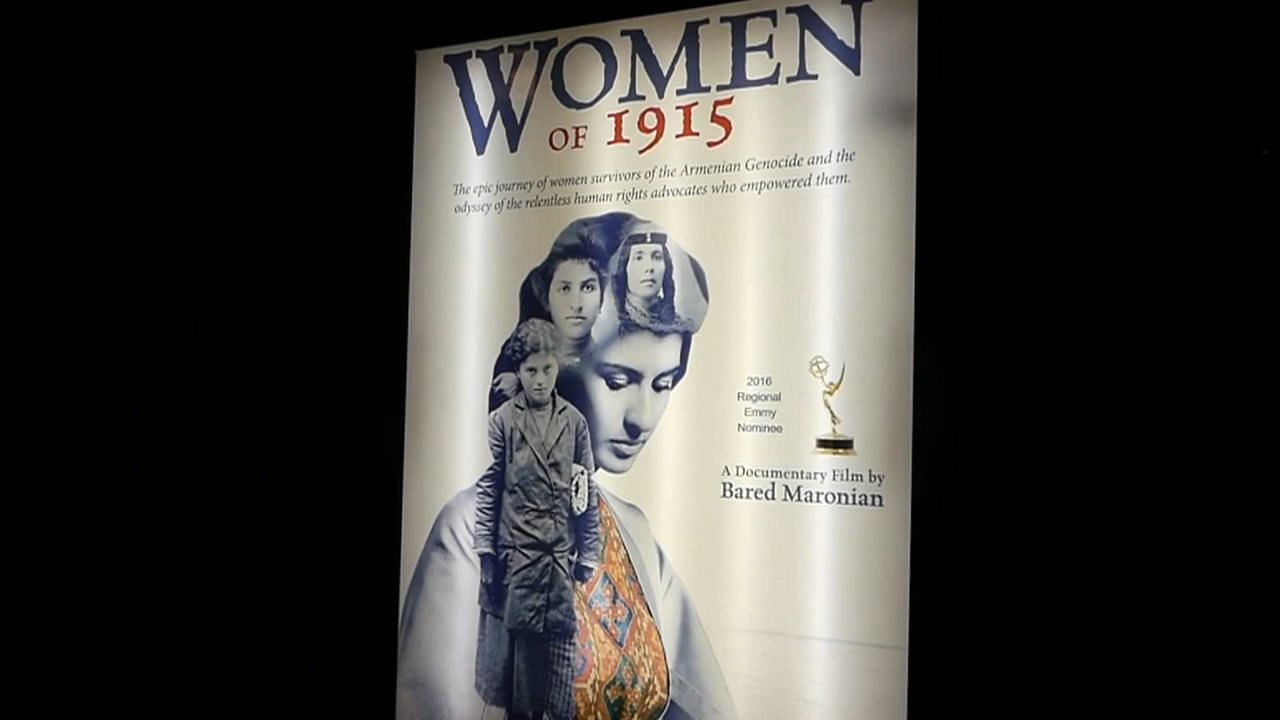 WOMEN
OF 1915
The epic journey of women survivors of the Armenian Genocide and the
odyssey of the relentless human rights advocates who empowered them.
2016
Regional
Emmy
Nominee
A Documentary Film by
Bared Maronian